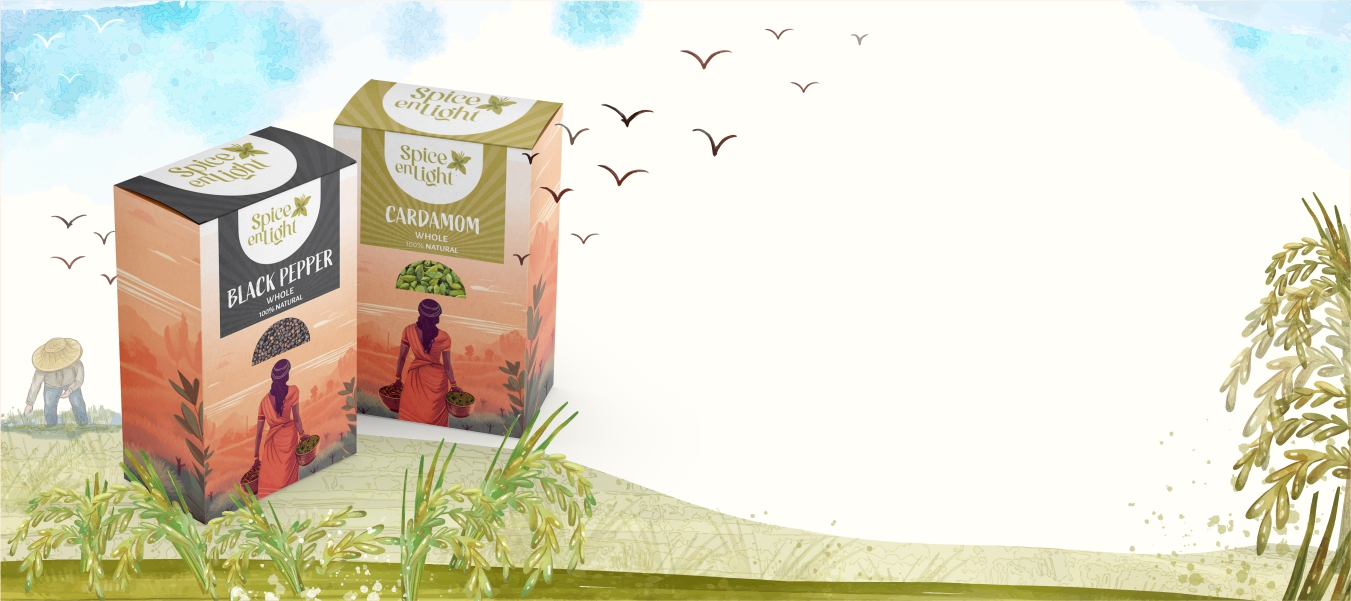 Spice
enLight
Spice
enLight
BLACK PEPPER
WHOLE
100% NATURAL
Spice
enLight
Spice
enLight
CARDAMOM
WHOLE
100% NATURAL